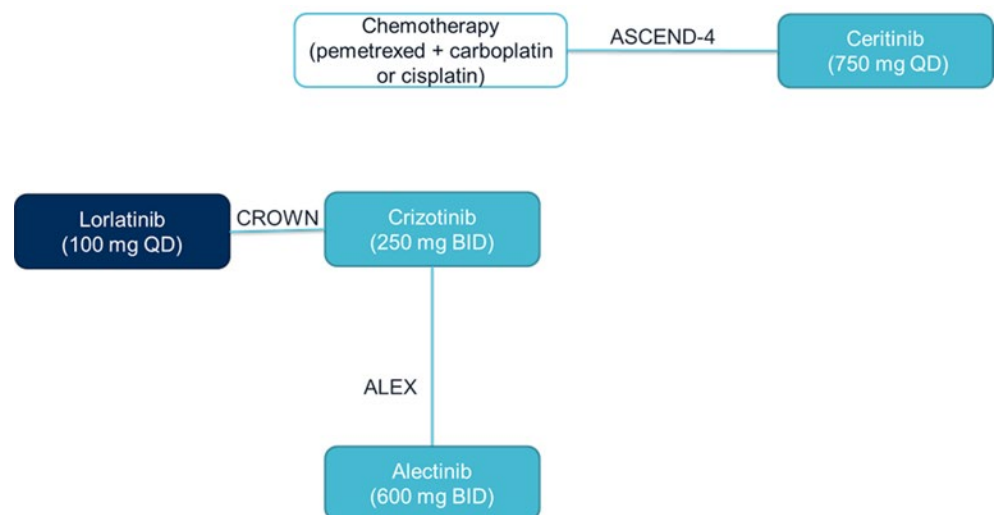 Chemotherapy
(pemetrexed + carboplatin
or cisplatin)
ASCEND-4
Ceritinib
(750 mg QD)
Lorlatinib
(100 mg QD)
CROWN
Crizotinib
(250 mg BID)
ALEX
Alectinib
(600 mg BID)